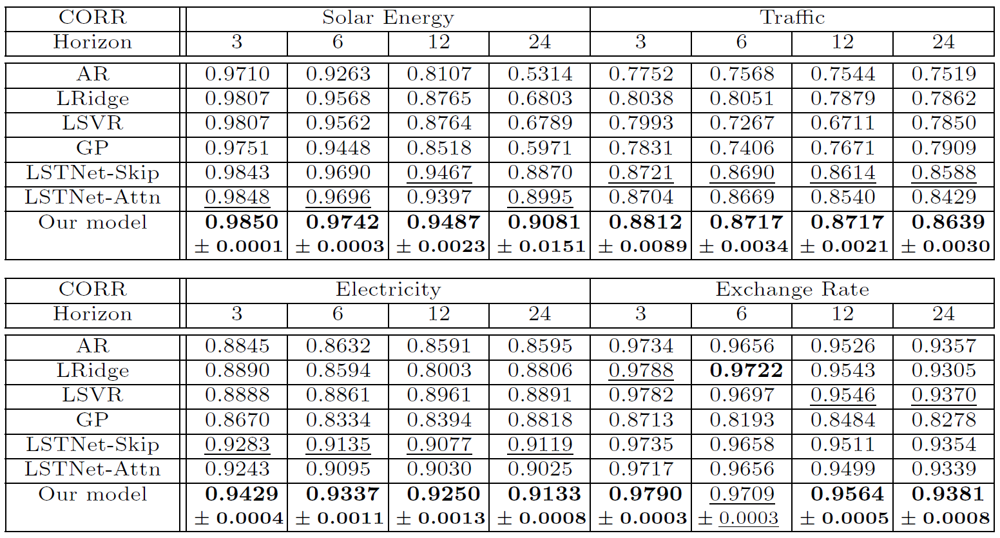 CORR Solar Energy Traffic
Horizon 3 6 12 24 3 6 12 24
AR 0.9710 0.9263 0.8107 0.5314 0.7752 0.7568 0.7544 0.7519
LRidge 0.9807 0.9568 0.8765 0.6803 0.8038 0.8051 0.7879 0.7862
LSVR 0.9807 0.9562 0.8764 0.6789 0.7993 0.7267 0.6711 0.7850
GP 0.9751 0.9448 0.8518 0.5971 0.7831 0.7406 0.7671 0.7909
LSTNet-Skip 0.9843 0.9690 0.9467 0.8870 0.8721 0.8690 0.8614 0.8588
LSTNet-Attn 0.9848 0.9696 0.9397 0.8995 0.8704 0.8669 0.8540 0.8429
Our model 0.9850 0.9742 0.9487 0.9081 0.8812 0.8717 0.8717 0.8639
± 0.0001 ± 0.0003 ± 0.0023 ± 0.0151 ± 0.0089 ± 0.0034 ± 0.0021 ± 0.0030
CORR Electricity Exchange Rate
Horizon 3 6 12 24 3 6 12 24
AR 0.8845 0.8632 0.8591 0.8595 0.9734 0.9656 0.9526 0.9357
LRidge 0.8890 0.8594 0.8003 0.8806 0.9788 0.9722 0.9543 0.9305
LSVR 0.8888 0.8861 0.8961 0.8891 0.9782 0.9697 0.9546 0.9370
GP 0.8670 0.8334 0.8394 0.8818 0.8713 0.8193 0.8484 0.8278
LSTNet-Skip 0.9283 0.9135 0.9077 0.9119 0.9735 0.9658 0.9511 0.9354
LSTNet-Attn 0.9243 0.9095 0.9030 0.9025 0.9717 0.9656 0.9499 0.9339
Our model 0.9429 0.9337 0.9250 0.9133 0.9790 0.9709 0.9564 0.9381
± 0.0004 ± 0.0011 ± 0.0013 ± 0.0008 ± 0.0003 ± 0.0003 ± 0.0005 ± 0.0008